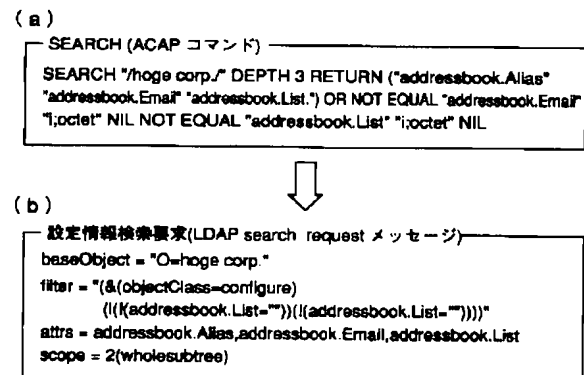 (a)
SEARCH (ACAP コマンド)
SEARCH "/hoge corp./" DEPTH 3 RETURN ("addressbook.Alias"
"addressbook.Email" "addressbook.List.") OR NOT EQUAL "addressbook.Email"
"i;octet" NIL NOT EQUAL "addressbook.List" "i;octet" NIL
(b)
設定情報検索要求(LDAP search request メッセージ)
baseObject = "O=hoge corp."
filter = "(&(objectClass=configure)
(|(!(addressbook.List=""))(!(addressbook.List=""))))"
attrs = addressbook.Alias,addressbook.Email,addressbook.List
scope = 2(wholesubtree)